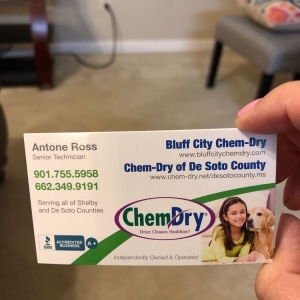 Antone Ross
Senior Technician
901.755.5958
662.349.9191
Serving all of Shelby
and De Soto Counties
Bluff City Chem-Dry
www.bluffcitychemdry.com
Chem-Dry of De Soto County
www.chem-dry.net/desotocounty.ms
ChemDry®
Drier. Cleaner. Healthier.®
BBB
ACCREDITED
BUSINESS
A+
Independently Owned & Operated